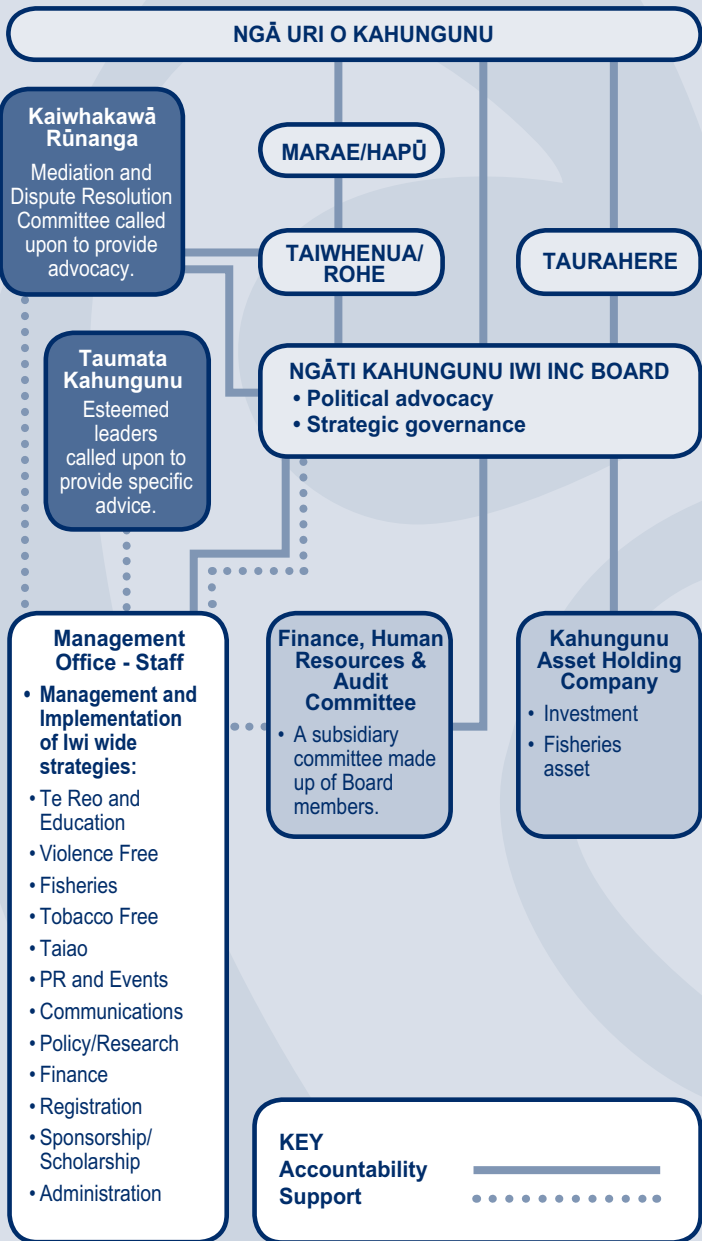 NGĀ URI O KAHUNGUNU
Kaiwhakawā
Rūnanga
Mediation and
Dispute Resolution
Committee called
upon to provide
advocacy.
MARAE/HAPŪ
TAIWHENUA/
ROHE
TAURAHERE
Taumata
Kahungunu
Esteemed
leaders
called upon to
provide specific
advice.
NGĀTI KAHUNGUNU IWI INC BOARD
• Political advocacy
• Strategic governance
Management
Office - Staff
• Management and
Implementation
of Iwi wide
strategies:
• Te Reo and
Education
• Violence Free
• Fisheries
• Tobacco Free
• Taiao
• PR and Events
• Communications
• Policy/Research
• Finance
• Registration
• Sponsorship/
Scholarship
• Administration
Finance, Human
Resources &
Audit
Committee
• A subsidiary
committee made
up of Board
members.
Kahungunu
Asset Holding
Company
• Investment
• Fisheries
asset
KEY
Accountability
Support